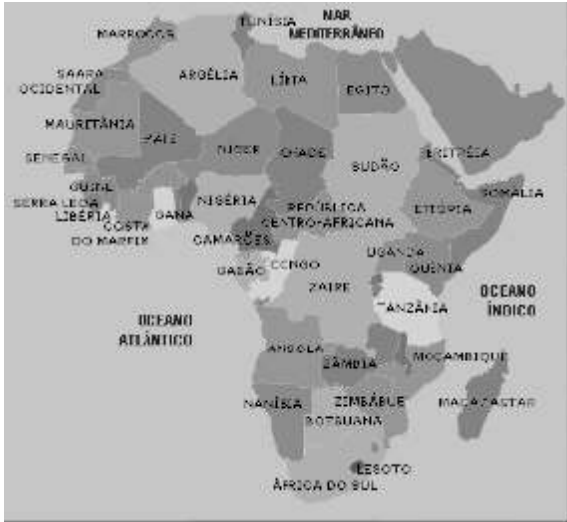 MAR
MEDITERRÂNEO
TUNÍSIA
MARROCOS
SAARA
OCIDENTAL
ARGÉLIA
LÍBIA
EGITO
MAURITÂNIA
MALI
NIGER
CHADE
SUDÃO
ERITRÉIA
SENEGAL
GUINÉ
SERRA LEOA
LIBÉRIA
COSTA
DO MARFIM
GANA
NIGÉRIA
CAMARÕES
REPÚBLICA
CENTRO-AFRICANA
ETIÓPIA
SOMÁLIA
UGANDA
QUÊNIA
GABÃO
CONGO
ZAIRE
TANZÂNIA
OCEANO
ÍNDICO
OCEANO
ATLÂNTICO
ANGOLA
ZÂMBIA
MOÇAMBIQUE
NAMÍBIA
ZIMBÁBUE
BOTSUANA
MADAGASCAR
LESOTO
ÁFRICA DO SUL